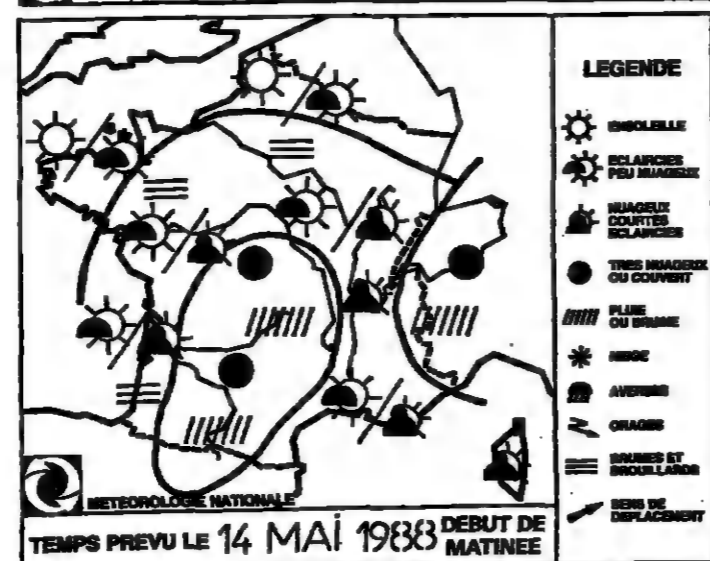 METEOROLOGIE NATIONALE
TEMPS PREVU LE 14 MAI 1988 DEBUT DE
MATINEE
LEGENDE
ENSOLEILLE
ECLAIRCIES
PEU NUAGEUX
NUAGEUX
COURTES
ECLAIRCIES
TRES NUAGEUX
OU COUVERT
PLUIE
OU BRUME
NEIGE
AVERSES
ORAGES
BRUMES ET
BROUILLARDS
SENS DE
DEPLACEMENT